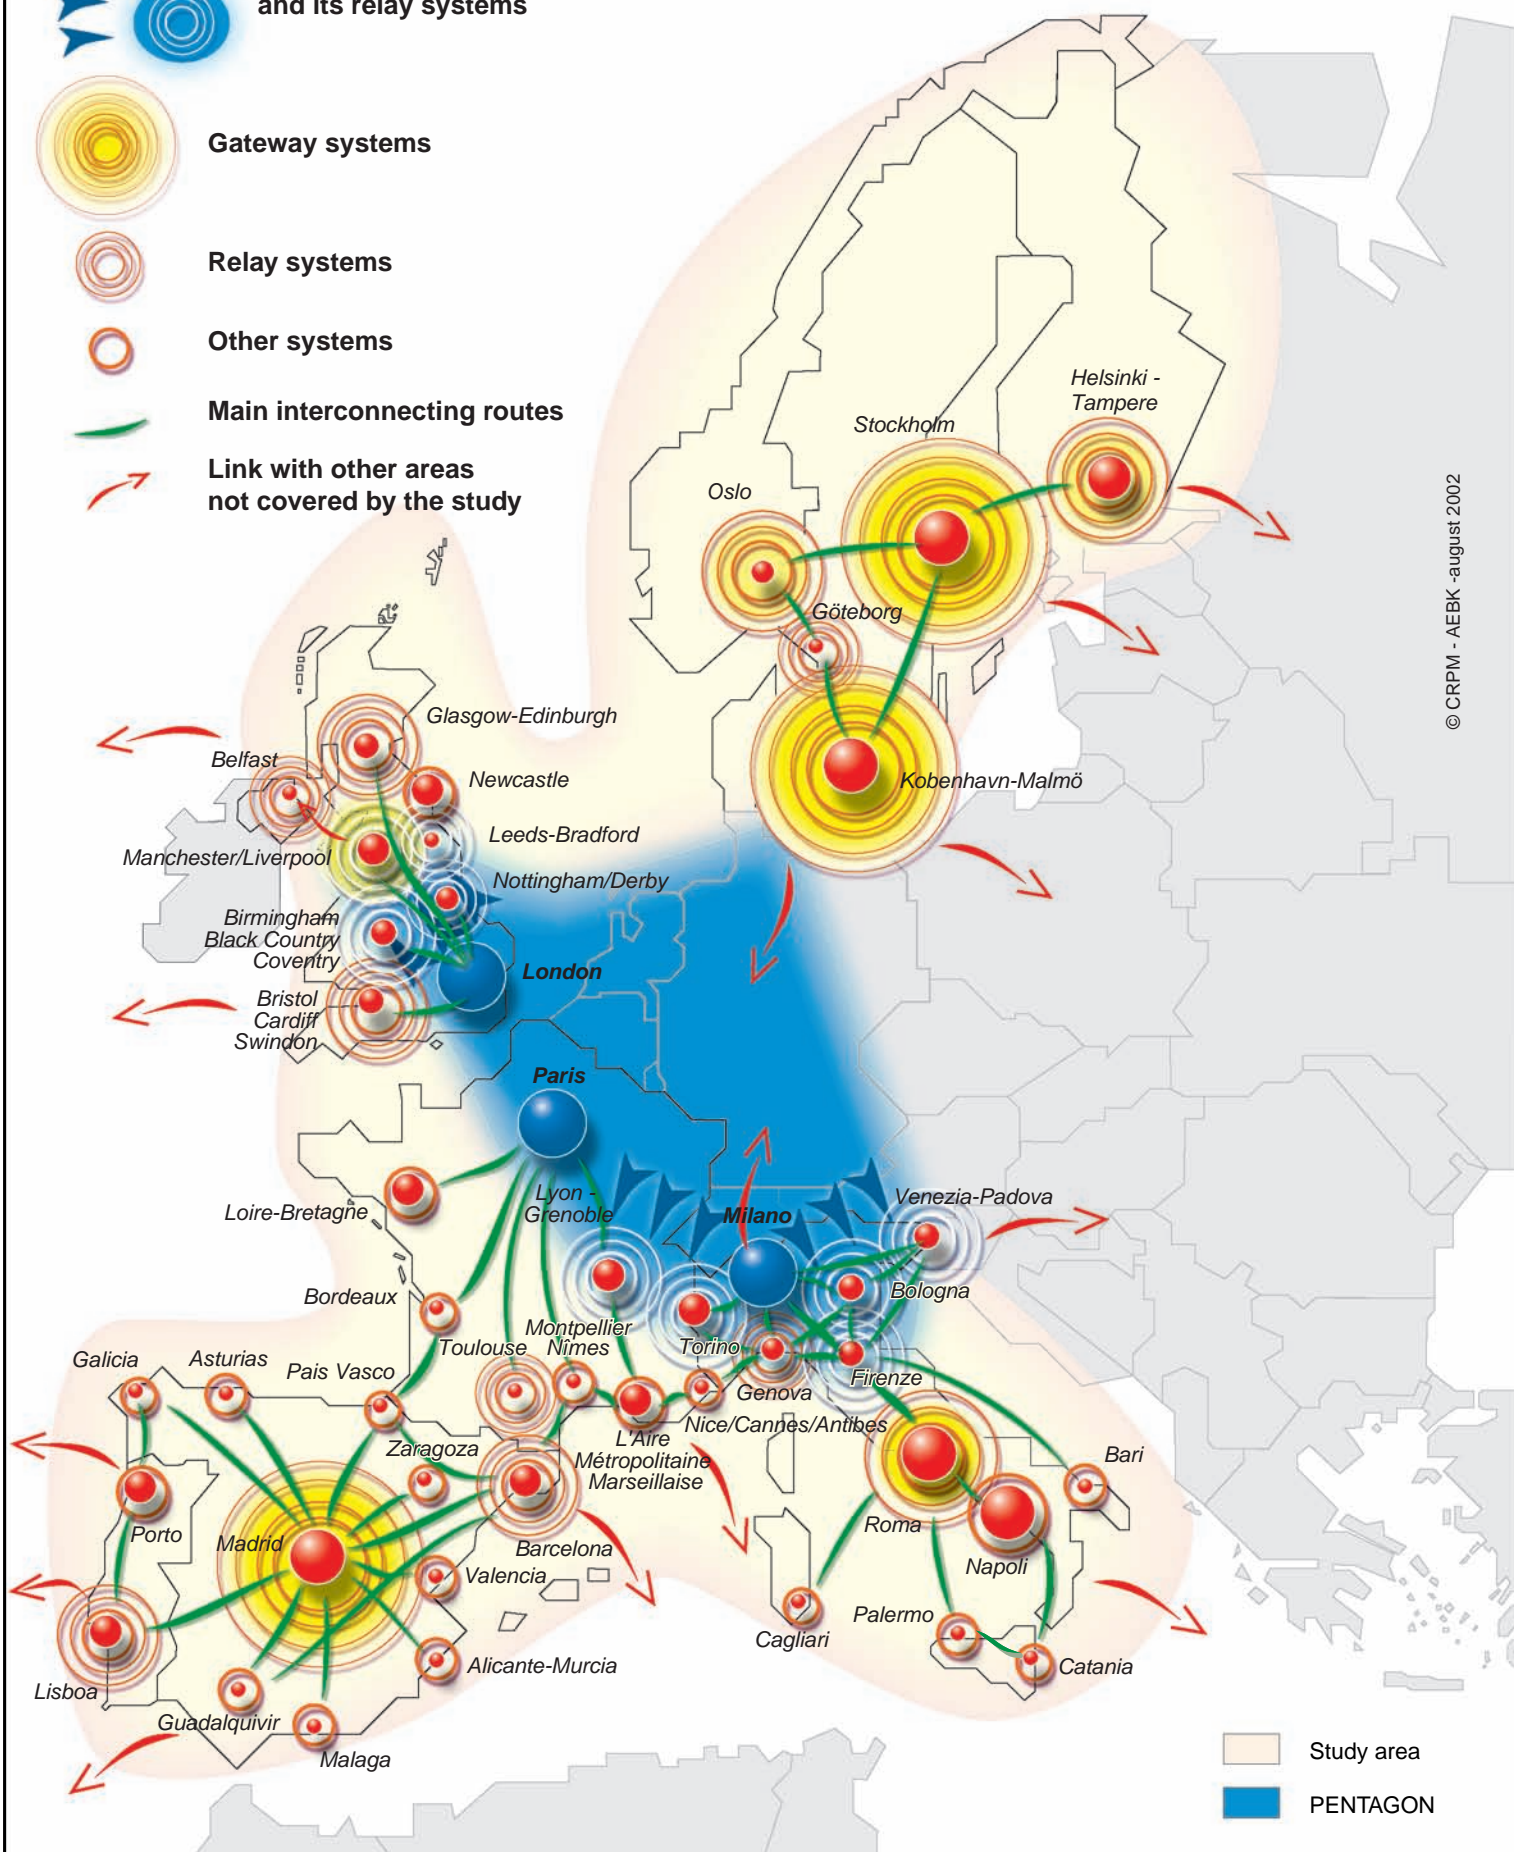 and its relay systems
Gateway systems
Relay systems
Other systems
Main interconnecting routes
Link with other areas
not covered by the study
Helsinki -
Tampere
Stockholm
Oslo
Göteborg
© CRPM - AEBK -august 2002
Glasgow-Edinburgh
Belfast
Newcastle
Kobenhavn-Malmö
Leeds-Bradford
Manchester/Liverpool
Nottingham/Derby
Birmingham
Black Country
Coventry
London
Bristol
Cardiff
Swindon
Paris
Lyon -
Grenoble
Venezia-Padova
Milano
Loire-Bretagne
Bologna
Bordeaux
Montpellier
Nîmes
Toulouse
Torino
Galicia
Asturias
Pais Vasco
Firenze
Genova
Nice/Cannes/Antibes
Zaragoza
L'Aire
Métropolitaine
Marseillaise
Bari
Porto
Madrid
Roma
Barcelona
Napoli
Valencia
Palermo
Cagliari
Alicante-Murcia
Catania
Lisboa
Guadalquivir
Malaga
Study area
PENTAGON